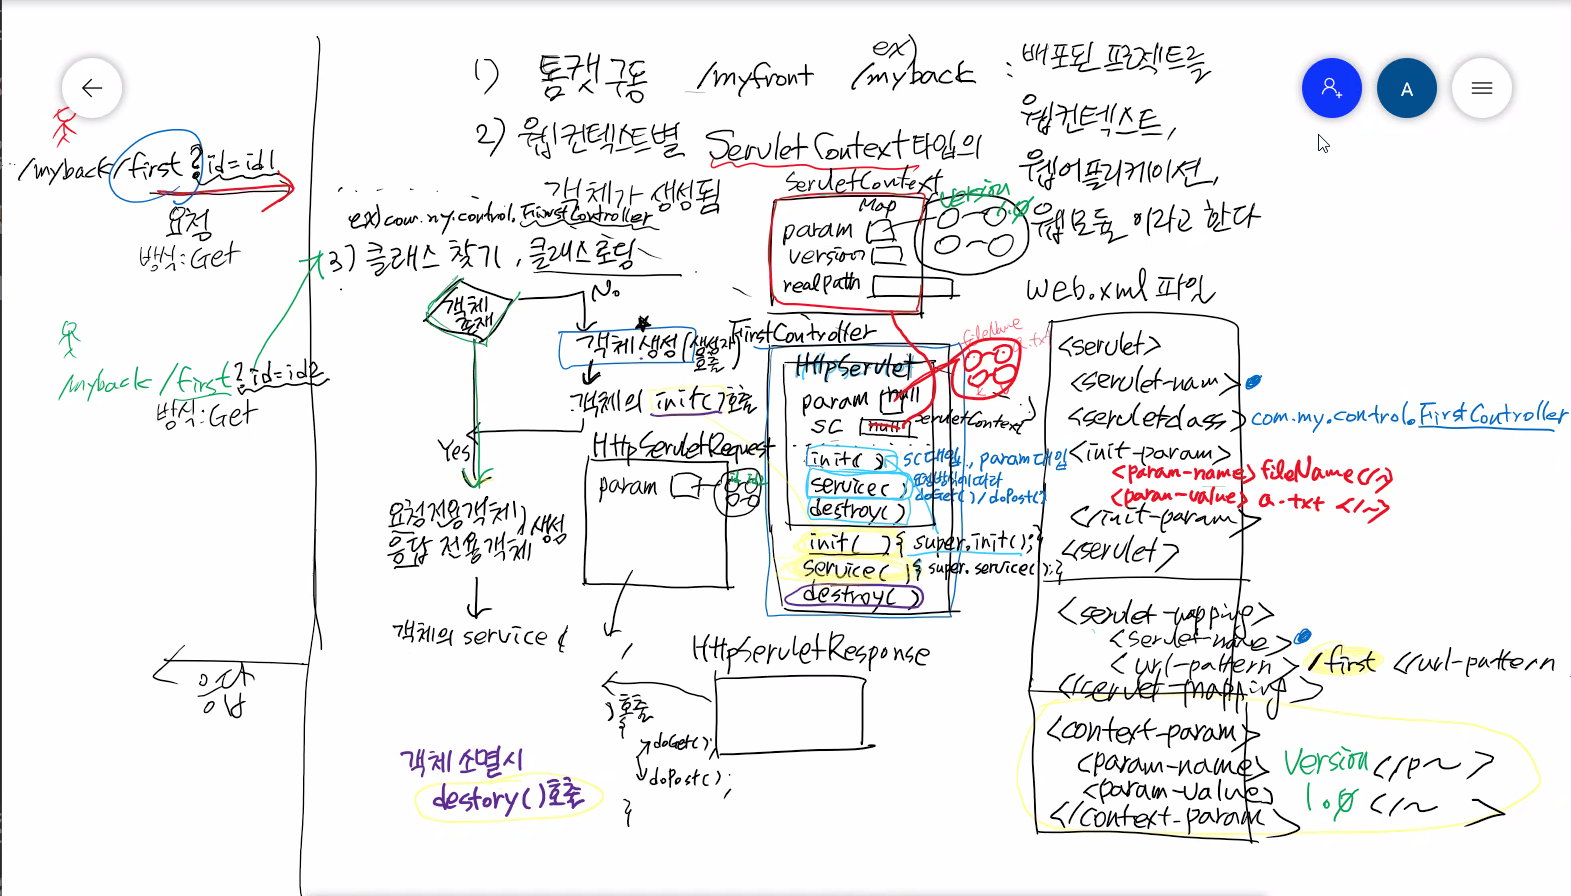 1) 톰캣 구동 /myfront ex) /myback : 배포된 프로젝트를
웹컨텍스트,
웹어플리케이션,
웹모듈 이라고 한다
2) 웹컨텍스트별 ServletContext타입의
객체가 생성됨
ex) com.my.control.FirstController
3) 클래스 찾기, 클래스로딩
/myback/first?id=id1
요청
방식:Get
/myback/first?id=id2
방식:Get
응답
객체
존재
No
객체 생성(생성자
호출)
객체의 init()호출
Yes
요청전용객체, 생성
응답 전용객체
객체의 service(
)호출
{
doGet();
doPost();
}
객체 소멸시
destory()호출
HttpServletRequest
param
HttpServletResponse
ServletContext
Map
param
version
realpath
version
1.0
FirstController
HttpServlet
param null
SC null
ServletContext
fileName
a.txt
init() SC대입, param대입
service() 요청방식에따라
doGet()/doPost()
destroy()
init(){ super.init();}
service(){ super.service();}
destroy()
A
web.xml파일
<servlet>
<servlet-nam>
<servletclass> com.my.control.FirstController
<init-param>
<param-name>fileName</~>
<param-value> a.txt </~>
</init-param>
<servlet>
<servlet-mapping>
<servlet-name>
<url-pattern> /first </url-pattern
</servlet-mapping>
<context-param>
<param-name> version</p~>
<param-value> 1.0 </~>
</context-param>